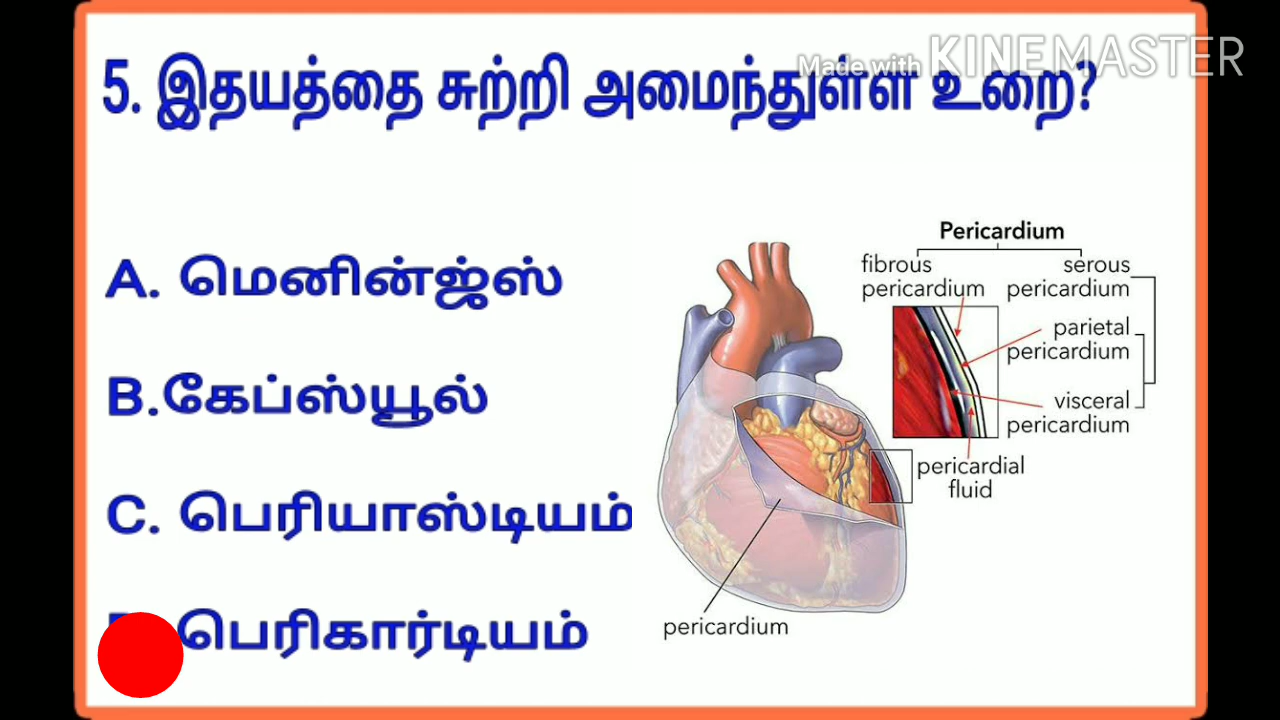 Made with KINEMASTER
5. இதயத்தை சுற்றி அமைந்துள்ள உறை?
A. மெனின்ஜ்ஸ்
B.கேப்ஸ்யூல்
C. பெரியாஸ்டியம்
பெரிகார்டியம்
Pericardium
fibrous pericardium
serous pericardium
parietal pericardium
visceral pericardium
pericardial fluid
pericardium